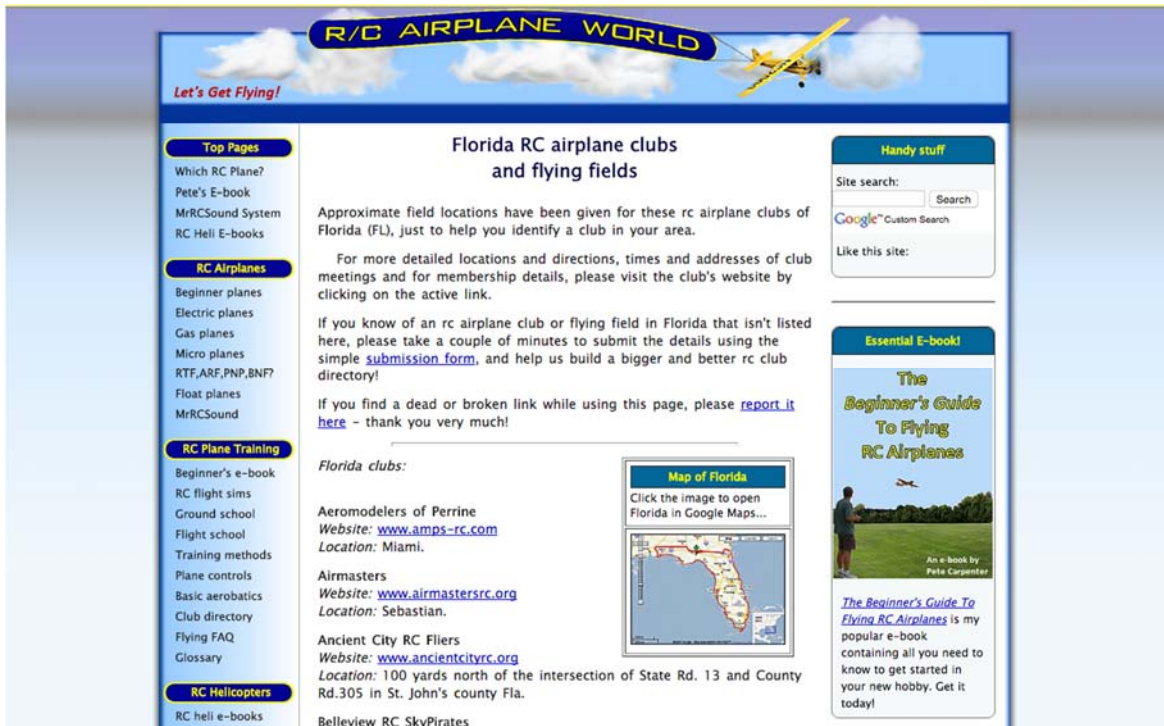 R/C AIRPLANE WORLD
Let's Get Flying!
Top Pages
Which RC Plane?
Pete's E-book
MrRCSound System
RC Heli E-books
RC Airplanes
Beginner planes
Electric planes
Gas planes
Micro planes
RTF,ARF,PNP,BNF?
Float planes
MrRCSound
RC Plane Training
Beginner's e-book
RC flight sims
Ground school
Flight school
Training methods
Plane controls
Basic aerobatics
Club directory
Flying FAQ
Glossary
RC Helicopters
RC heli e-books
Florida RC airplane clubs
and flying fields
Approximate field locations have been given for these rc airplane clubs of
Florida (FL), just to help you identify a club in your area.
For more detailed locations and directions, times and addresses of club
meetings and for membership details, please visit the club's website by
clicking on the active link.
If you know of an rc airplane club or flying field in Florida that isn't listed
here, please take a couple of minutes to submit the details using the
simple submission form, and help us build a bigger and better rc club
directory!
If you find a dead or broken link while using this page, please report it
here – thank you very much!
Florida clubs:
Aeromodelers of Perrine
Website: www.amps-rc.com
Location: Miami.
Airmasters
Website: www.airmastersrc.org
Location: Sebastian.
Ancient City RC Fliers
Website: www.ancientcityrc.org
Location: 100 yards north of the intersection of State Rd. 13 and County
Rd.305 in St. John's county Fla.
Belleview RC SkyPirates
Map of Florida
Click the image to open
Florida in Google Maps...
Handy stuff
Site search:
Search
Google™ Custom Search
Like this site:
Essential E-book!
The
Beginner's Guide
To Flying
RC Airplanes
An e-book by
Pete Carpenter
The Beginner's Guide To
Flying RC Airplanes is my
popular e-book
containing all you need to
know to get started in
your new hobby. Get it
today!